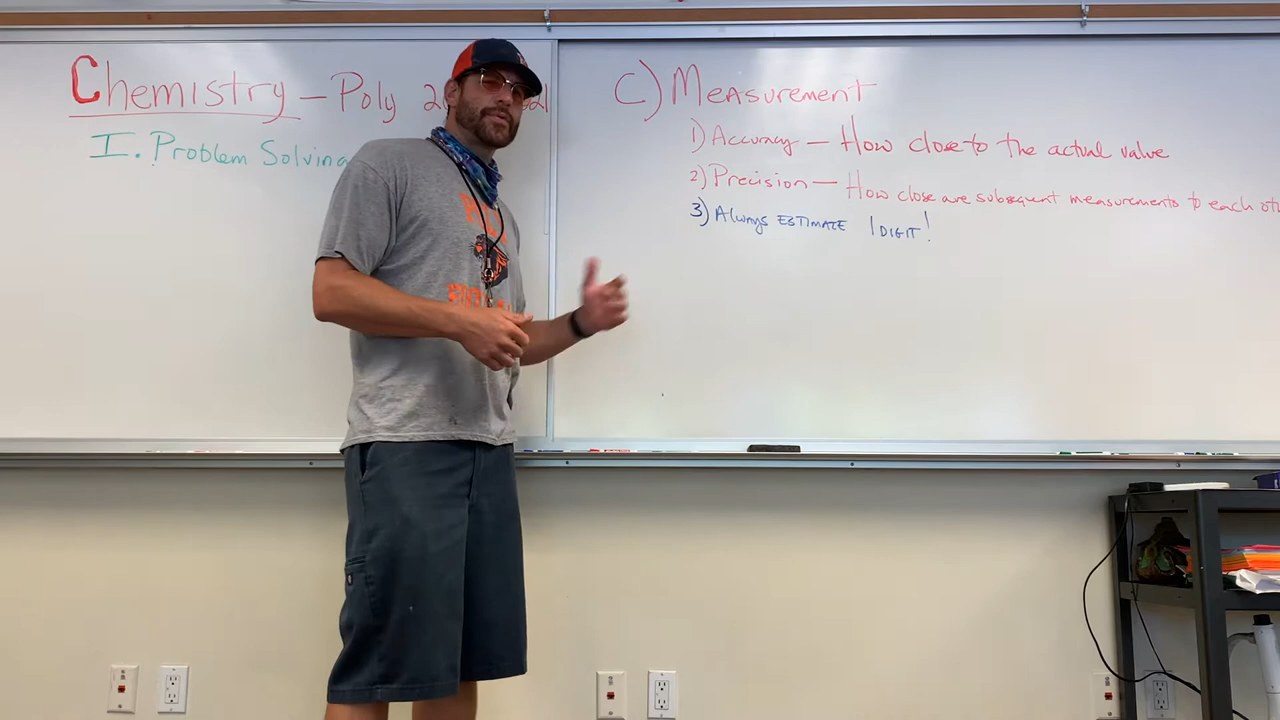 Chemistry – Poly
I. Problem Solving
C) Measurement
1) Accuracy – How close to the actual value
2) Precision – How close are subsequent measurements to each
3) Always ESTIMATE 1 DIGIT!